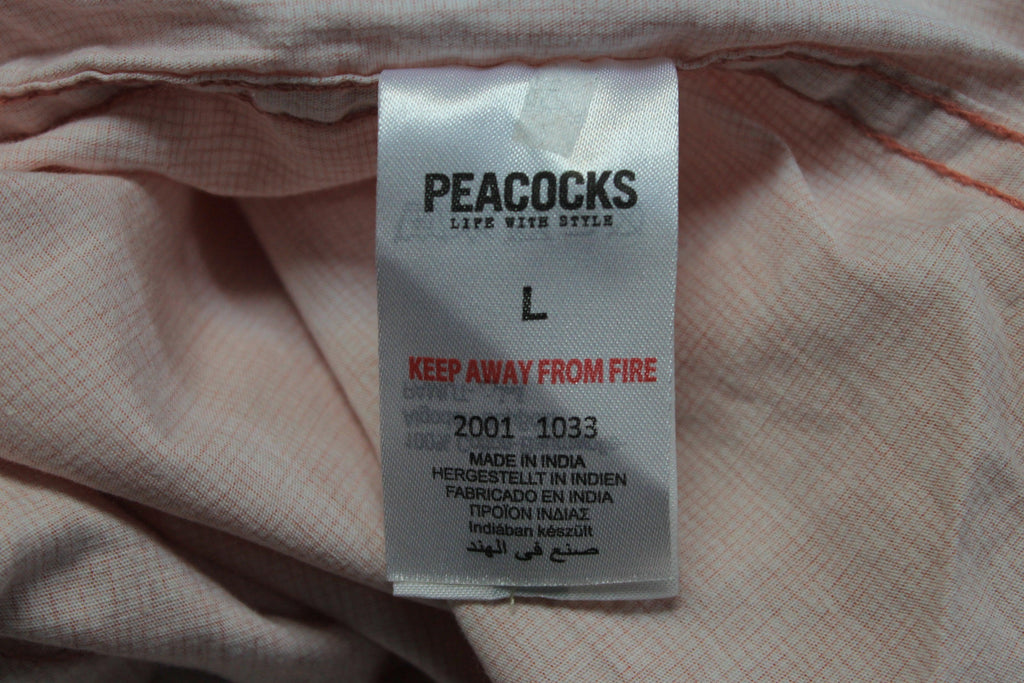 PEACOCKS
LIFE WITH STYLE
L
KEEP AWAY FROM FIRE
2001 1033
MADE IN INDIA
HERGESTELLT IN INDIEN
FABRICADO EN INDIA
ΠΡΟΪΟΝ ΙΝΔΙΑΣ
Indiában készült
صنع في الهند